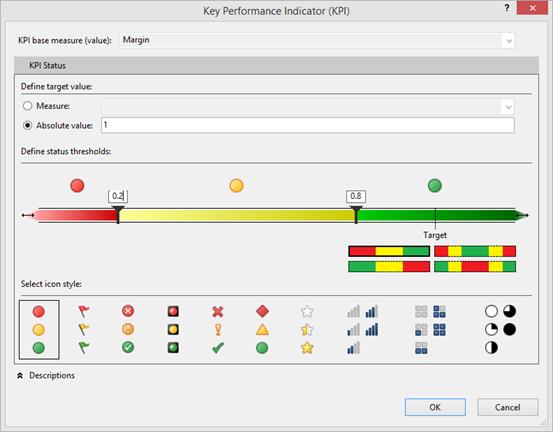 Key Performance Indicator (KPI)
?
KPI base measure (value): Margin
KPI Status
Define target value:
Measure:
Absolute value: 1
Define status thresholds:
0.2 0.8
Target
Select icon style:
Descriptions
OK Cancel